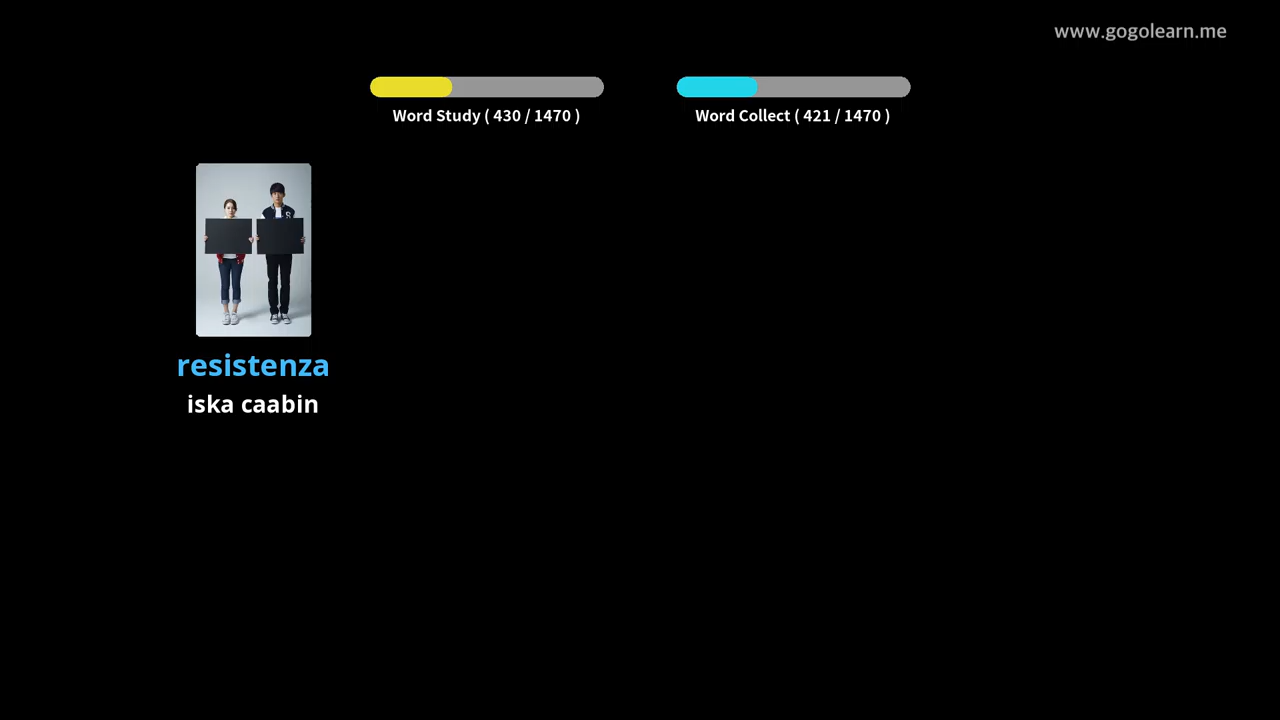 www.gogolearn.me
Word Study ( 430 / 1470 )
Word Collect ( 421 / 1470 )
resistenza
iska caabin